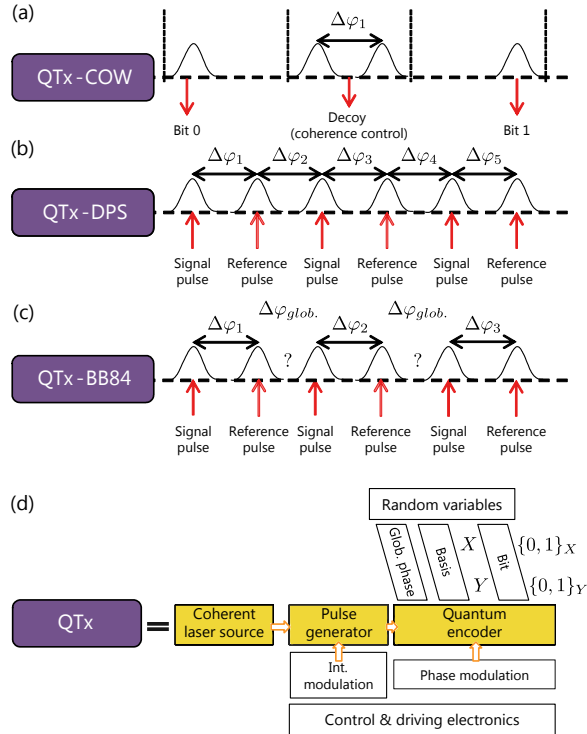 (a)
Δφ₁
QTx-COW
Bit 0
Decoy
(coherence control)
Bit 1
(b)
Δφ₁ Δφ₂ Δφ₃ Δφ₄ Δφ₅
QTx-DPS
Signal pulse
Reference pulse
Signal pulse
Reference pulse
Signal pulse
Reference pulse
(c)
Δφglob. Δφglob.
Δφ₁ Δφ₂ Δφ₃
? ?
QTx-BB84
Signal pulse
Reference pulse
Signal pulse
Reference pulse
Signal pulse
Reference pulse
(d)
Random variables
Glob. phase
Basis
X
Y
Bit
{0, 1}X
{0, 1}Y
QTx
=
Coherent
laser source
Pulse
generator
Quantum
encoder
Int.
modulation
Phase modulation
Control & driving electronics